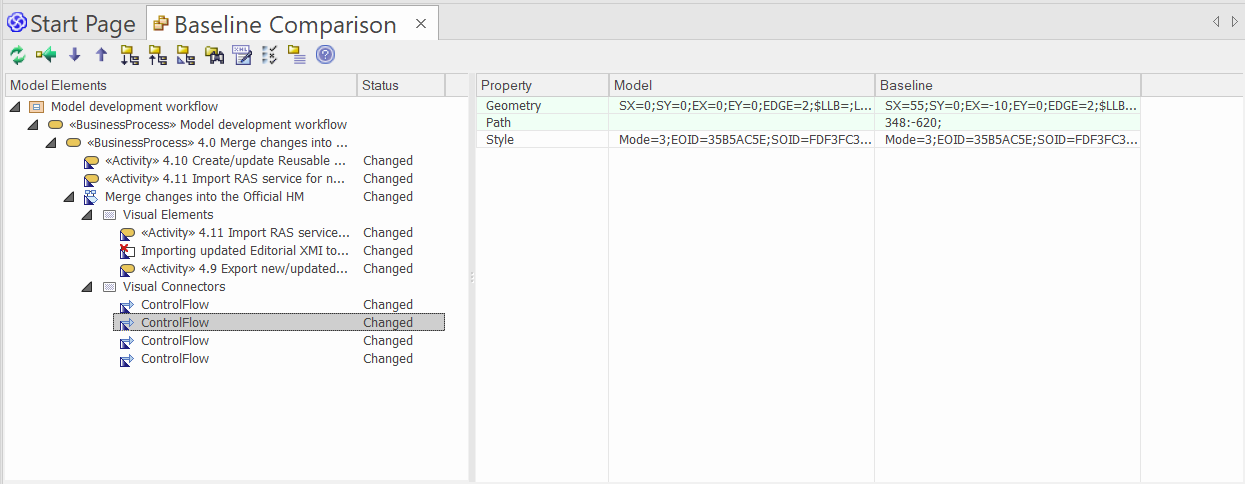 Start Page
Baseline Comparison
Model Elements Status
Model development workflow
«BusinessProcess» Model development workflow
«BusinessProcess» 4.0 Merge changes into ...
«Activity» 4.10 Create/update Reusable ... Changed
«Activity» 4.11 Import RAS service for n... Changed
Merge changes into the Official HM Changed
Visual Elements
«Activity» 4.11 Import RAS service... Changed
Importing updated Editorial XMI to... Changed
«Activity» 4.9 Export new/updated... Changed
Visual Connectors
ControlFlow Changed
ControlFlow Changed
ControlFlow Changed
ControlFlow Changed
Property Model Baseline
Geometry SX=0;SY=0;EX=0;EY=0;EDGE=2;$LLB=;L... SX=55;SY=0;EX=-10;EY=0;EDGE=2;$LLB...
Path 348:-620;
Style Mode=3;EOID=35B5AC5E;SOID=FDF3FC3... Mode=3;EOID=35B5AC5E;SOID=FDF3FC3...